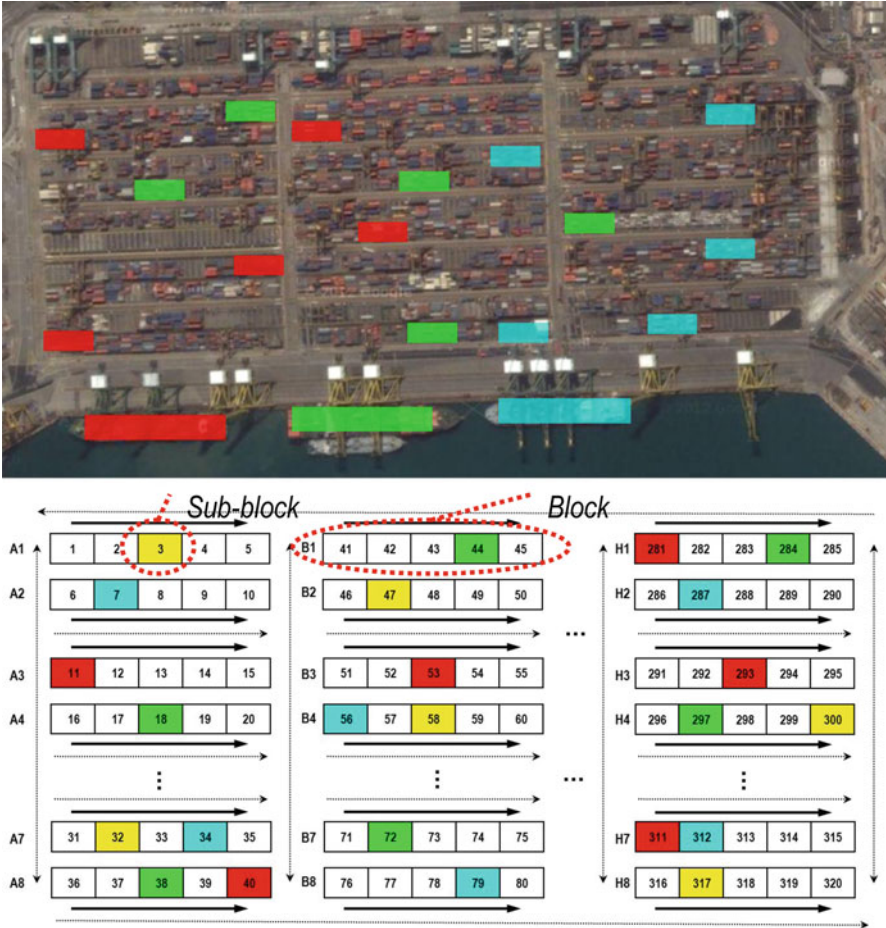 Sub-block Block
A1 1 2 3 4 5 B1 41 42 43 44 45 H1 281 282 283 284 285
A2 6 7 8 9 10 B2 46 47 48 49 50 H2 286 287 288 289 290
...
A3 11 12 13 14 15 B3 51 52 53 54 55 H3 291 292 293 294 295
A4 16 17 18 19 20 B4 56 57 58 59 60 H4 296 297 298 299 300
...
A7 31 32 33 34 35 B7 71 72 73 74 75 H7 311 312 313 314 315
A8 36 37 38 39 40 B8 76 77 78 79 80 H8 316 317 318 319 320